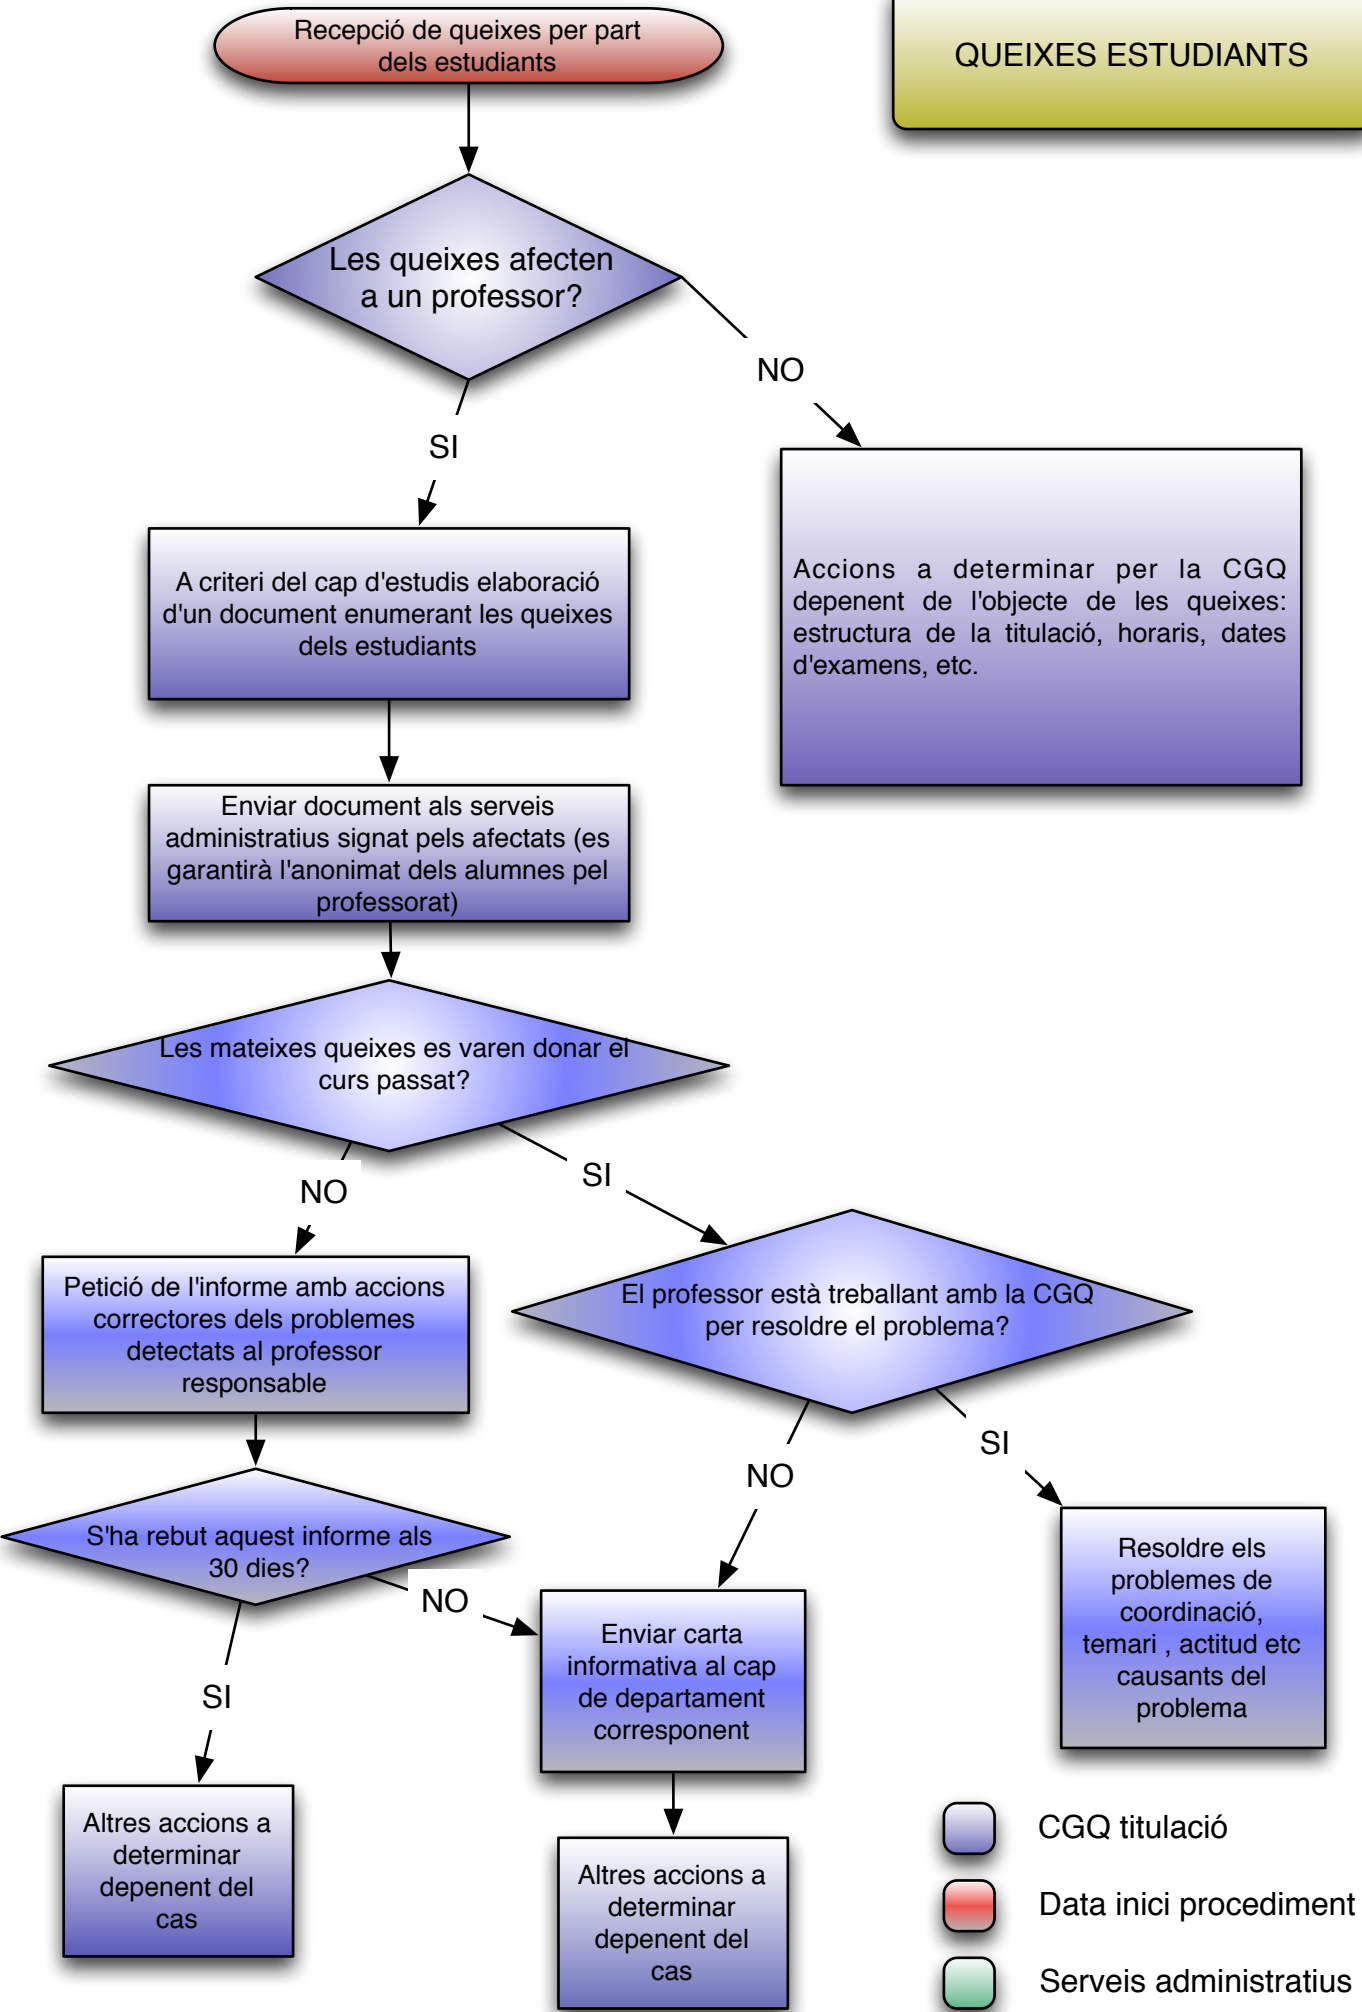 Recepció de queixes per part
dels estudiants
QUEIXES ESTUDIANTS
Les queixes afecten
a un professor?
NO
SI
A criteri del cap d'estudis elaboració
d'un document enumerant les queixes
dels estudiants
Accions a determinar per la CGQ
depenent de l'objecte de les queixes:
estructura de la titulació, horaris, dates
d'examens, etc.
Enviar document als serveis
administratius signat pels afectats (es
garantirà l'anonimat dels alumnes pel
professorat)
Les mateixes queixes es varen donar el
curs passat?
NO
SI
Petició de l'informe amb accions
correctores dels problemes
detectats al professor
responsable
El professor està treballant amb la CGQ
per resoldre el problema?
NO
SI
S'ha rebut aquest informe als
30 dies?
NO
SI
Enviar carta
informativa al cap
de departament
corresponent
Resoldre els
problemes de
coordinació,
temari , actitud etc
causants del
problema
Altres accions a
determinar
depenent del
cas
Altres accions a
determinar
depenent del
cas
CGQ titulació
Data inici procediment
Serveis administratius